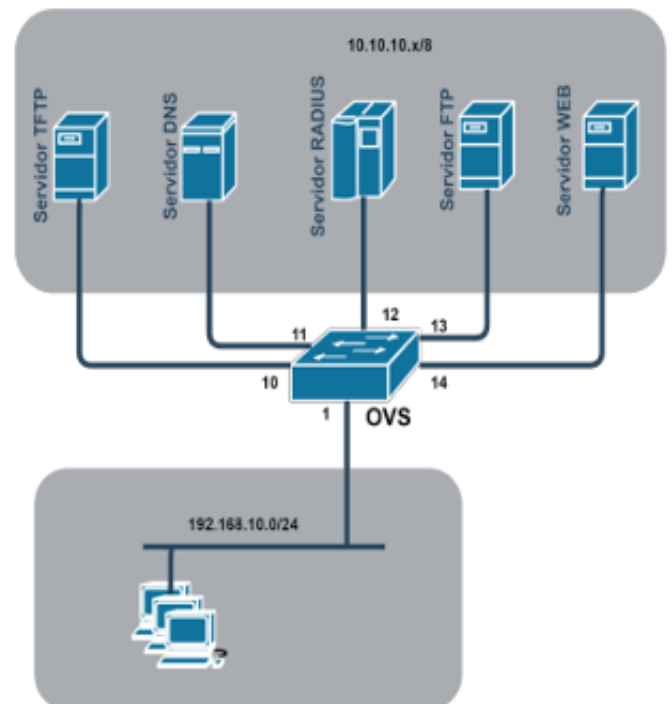 10.10.10.x/8
Servidor TFTP
Servidor DNS
Servidor RADIUS
Servidor FTP
Servidor WEB
12
11
13
10
14
1
OVS
192.168.10.0/24